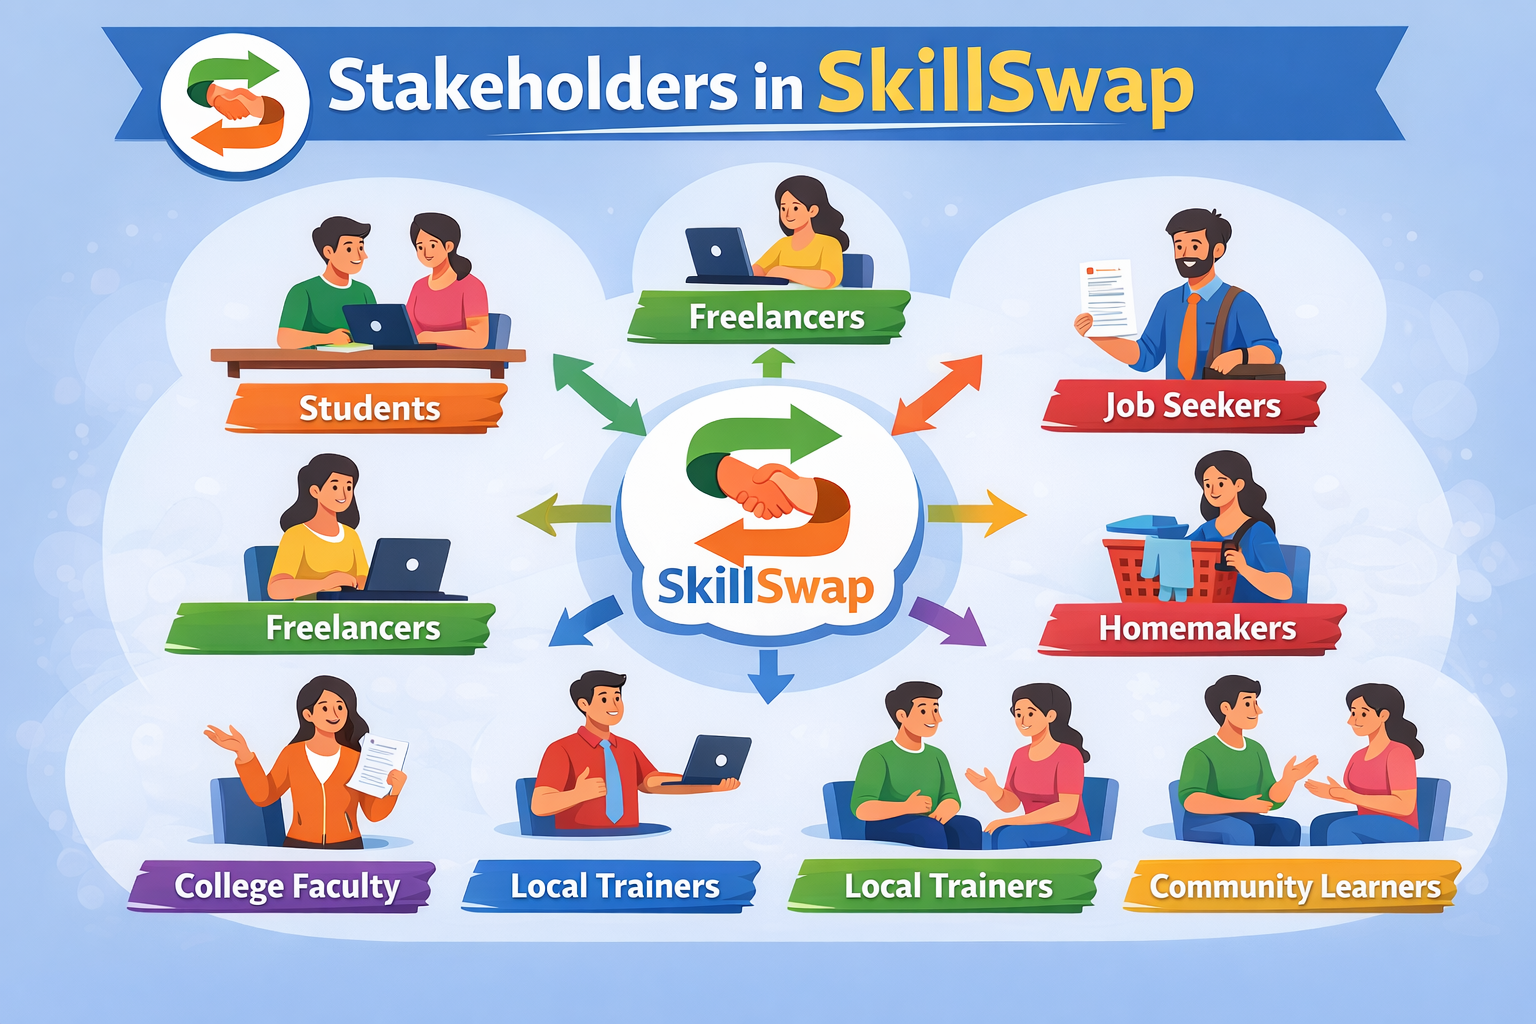 Stakeholders in SkillSwap
Freelancers
Students
Job Seekers
SkillSwap
Freelancers
Homemakers
College Faculty
Local Trainers
Local Trainers
Community Learners